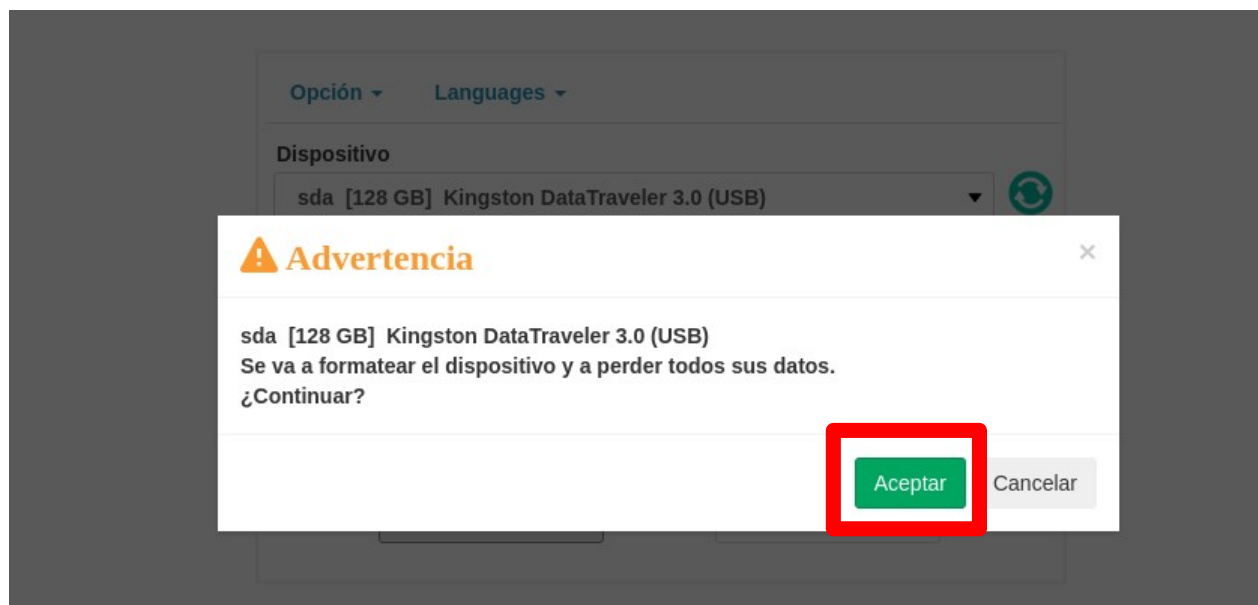 Opción Languages
Dispositivo
sda [128 GB] Kingston DataTraveler 3.0 (USB)
Advertencia
×
sda [128 GB] Kingston DataTraveler 3.0 (USB)
Se va a formatear el dispositivo y a perder todos sus datos.
¿Continuar?
Aceptar Cancelar